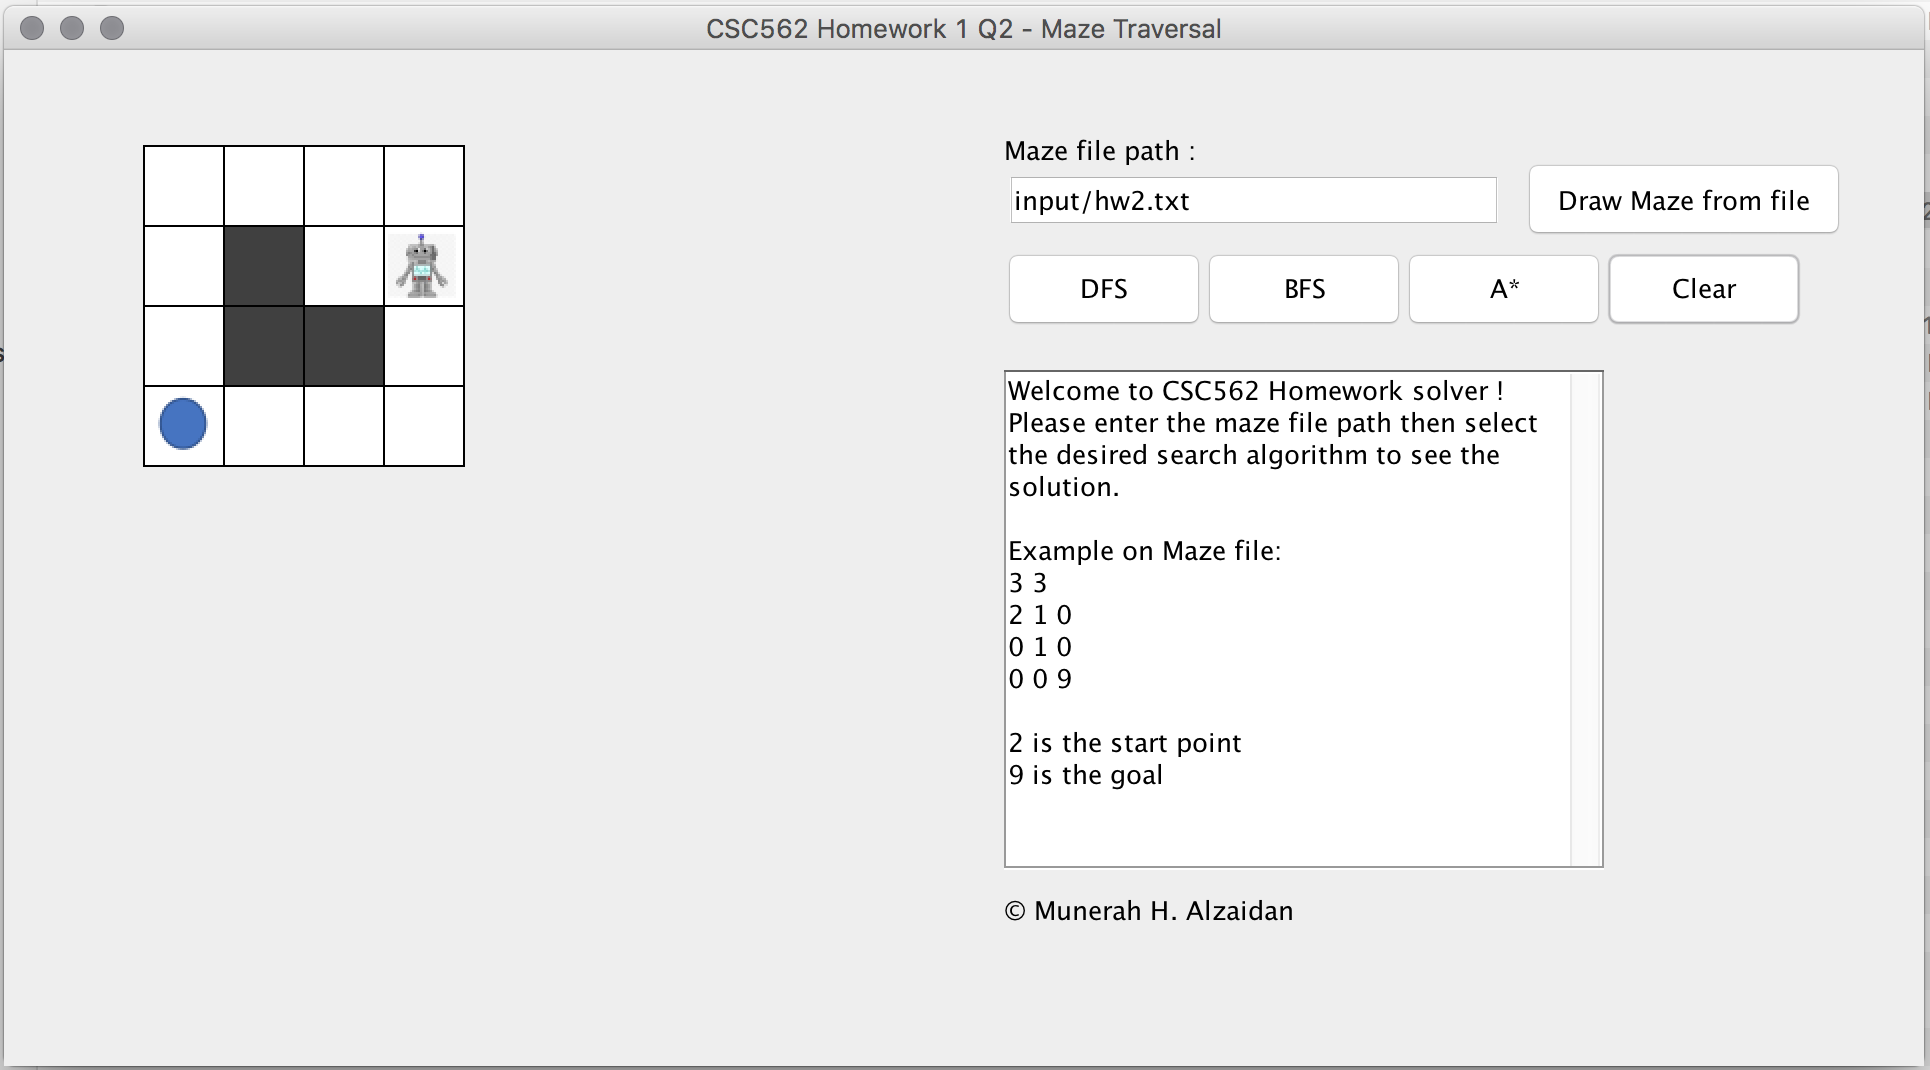 CSC562 Homework 1 Q2 - Maze Traversal
Maze file path :
input/hw2.txt
Draw Maze from file
DFS
BFS
A*
Clear
Welcome to CSC562 Homework solver !
Please enter the maze file path then select
the desired search algorithm to see the
solution.
Example on Maze file:
3 3
2 1 0
0 1 0
0 0 9
2 is the start point
9 is the goal
© Munerah H. Alzaidan